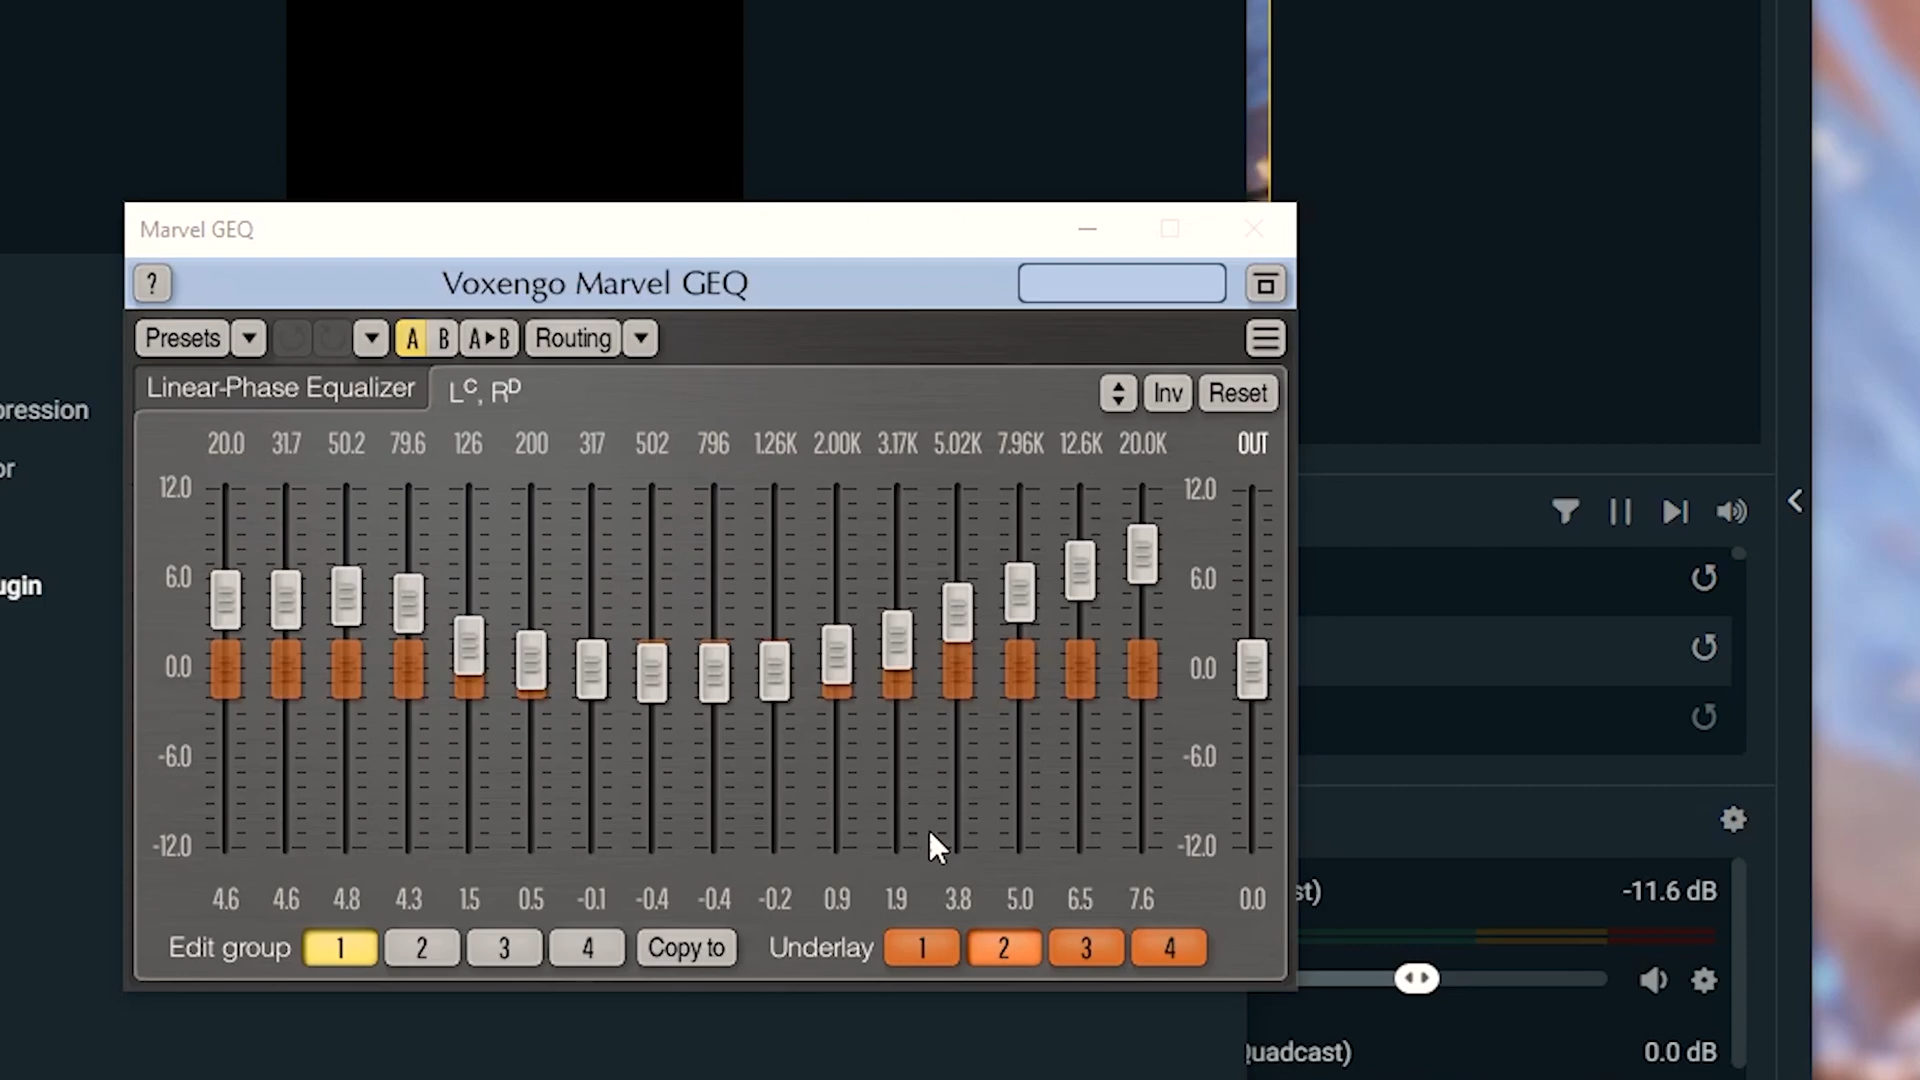 Marvel GEQ
? Voxengo Marvel GEQ
Presets A B A▸B Routing
Linear-Phase Equalizer Lᶜ, Rᴰ Inv Reset
20.0 31.7 50.2 79.6 126 200 317 502 796 1.26K 2.00K 3.17K 5.02K 7.96K 12.6K 20.0K OUT
12.0 12.0
6.0 6.0
0.0 0.0
-6.0 -6.0
-12.0 -12.0
4.6 4.6 4.8 4.3 1.5 0.5 -0.1 -0.4 -0.4 -0.2 0.9 1.9 3.8 5.0 6.5 7.6 0.0
Edit group 1 2 3 4 Copy to Underlay 1 2 3 4
pression
or
ugin
st) -11.6 dB
Quadcast) 0.0 dB